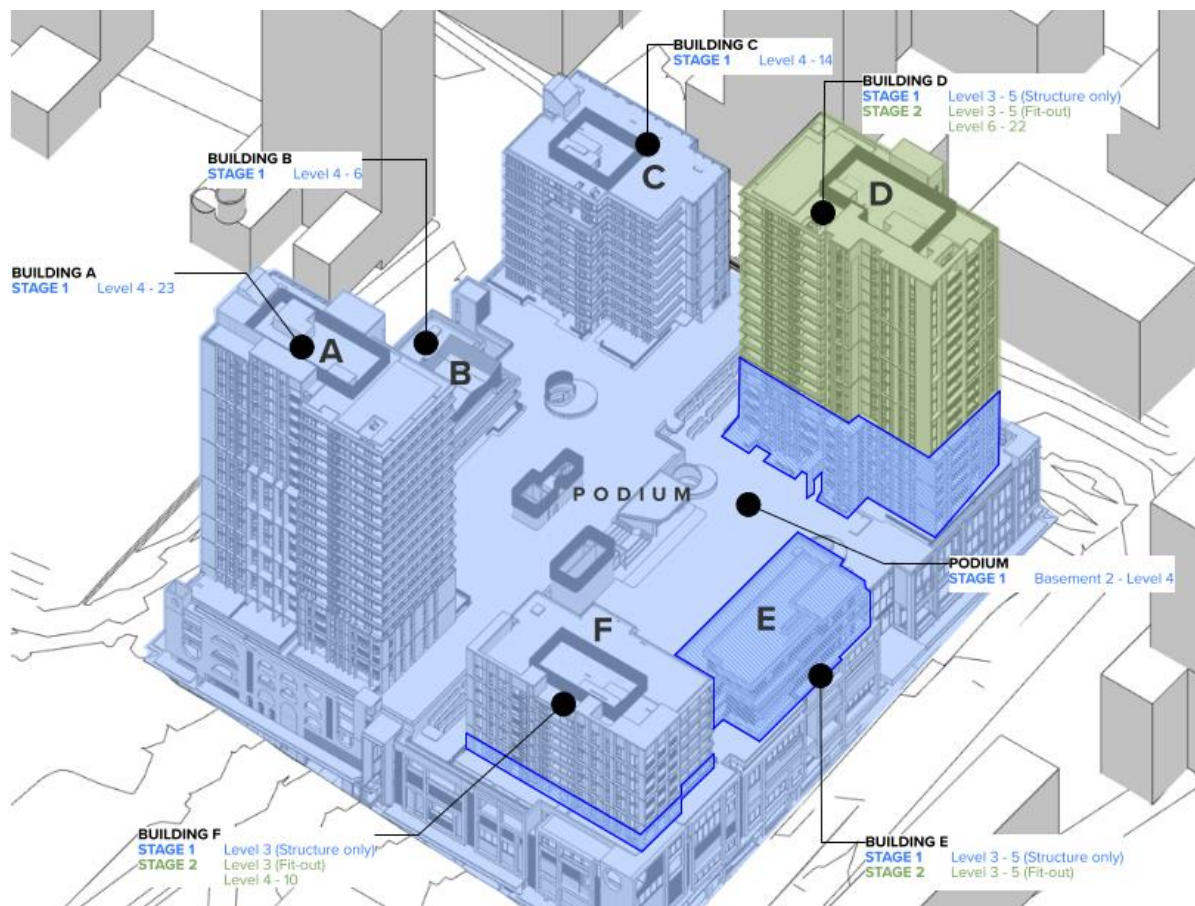 BUILDING C
STAGE 1 Level 4 - 14
BUILDING D
STAGE 1 Level 3 - 5 (Structure only)
STAGE 2 Level 3 - 5 (Fit-out)
Level 6 - 22
BUILDING B
STAGE 1 Level 4 - 6
C
D
BUILDING A
STAGE 1 Level 4 - 23
A
B
PODIUM
PODIUM
STAGE 1 Basement 2 - Level 4
E
F
BUILDING F
STAGE 1 Level 3 (Structure only)
STAGE 2 Level 3 (Fit-out)
Level 4 - 10
BUILDING E
STAGE 1 Level 3 - 5 (Structure only)
STAGE 2 Level 3 - 5 (Fit-out)